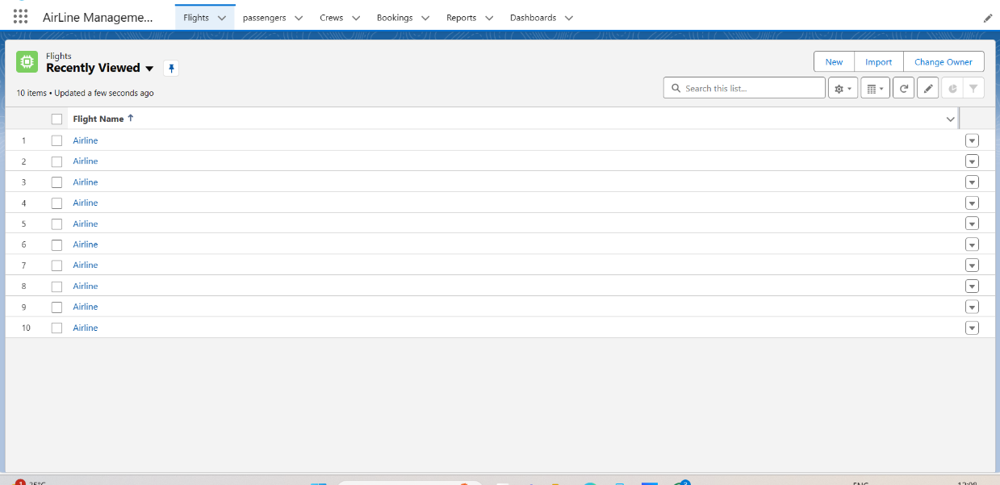 AirLine Manageme... Flights passengers Crews Bookings Reports Dashboards
Flights
Recently Viewed
New Import Change Owner
10 items • Updated a few seconds ago
Search this list...
Flight Name ↑
1 Airline
2 Airline
3 Airline
4 Airline
5 Airline
6 Airline
7 Airline
8 Airline
9 Airline
10 Airline